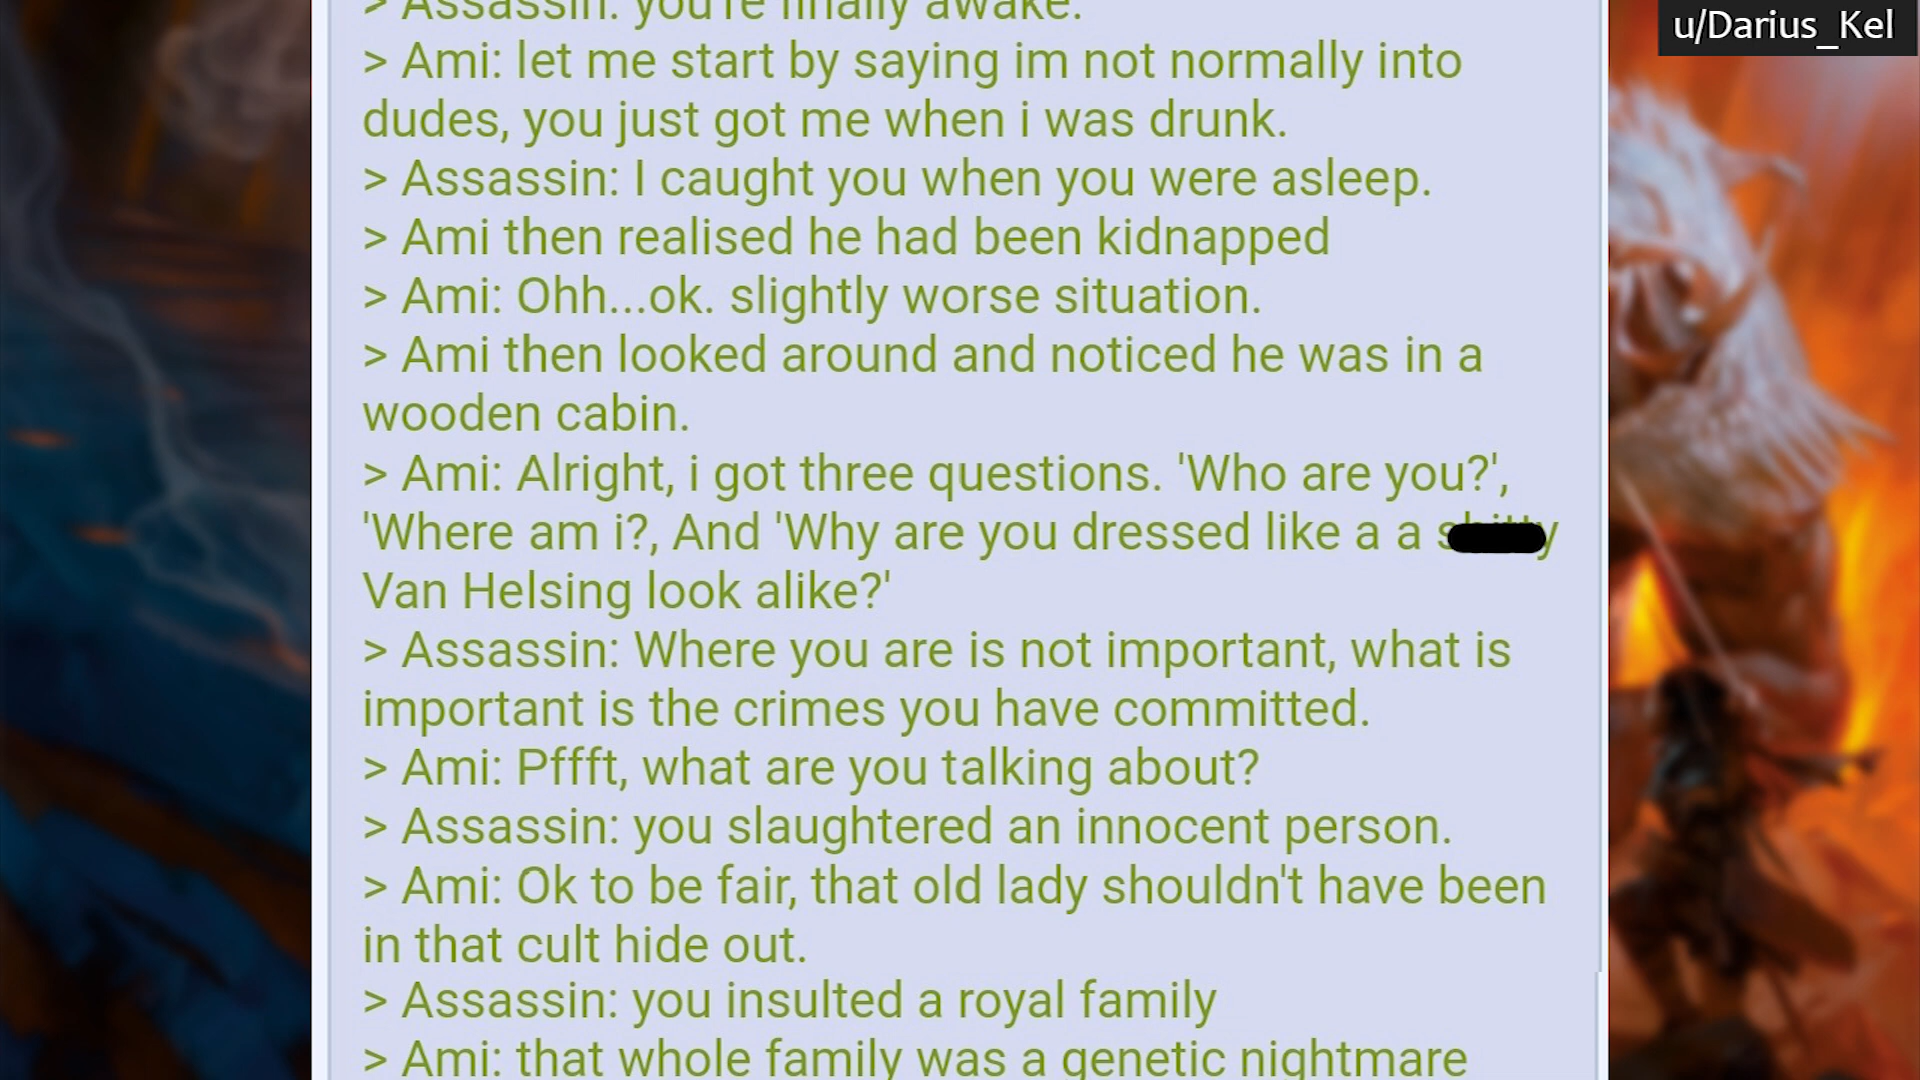 > Assassin: you're finally awake.
u/Darius_Kel
> Ami: let me start by saying im not normally into
dudes, you just got me when i was drunk.
> Assassin: I caught you when you were asleep.
> Ami then realised he had been kidnapped
> Ami: Ohh...ok. slightly worse situation.
> Ami then looked around and noticed he was in a
wooden cabin.
> Ami: Alright, i got three questions. 'Who are you?',
'Where am i?, And 'Why are you dressed like a a
Van Helsing look alike?'
> Assassin: Where you are is not important, what is
important is the crimes you have committed.
> Ami: Pffft, what are you talking about?
> Assassin: you slaughtered an innocent person.
> Ami: Ok to be fair, that old lady shouldn't have been
in that cult hide out.
> Assassin: you insulted a royal family
> Ami: that whole family was a genetic nightmare